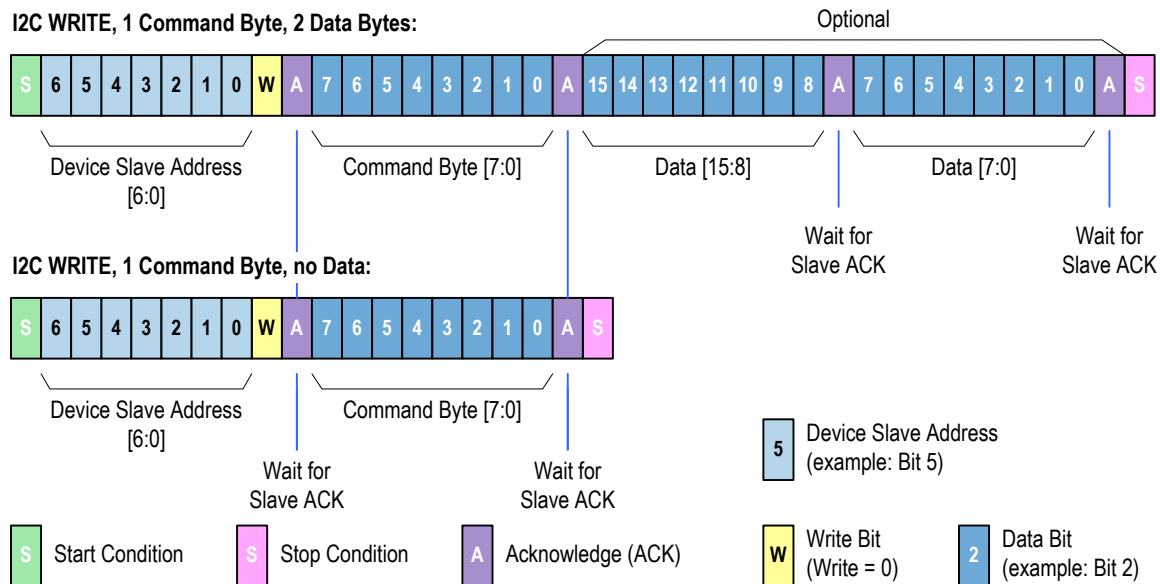 I2C WRITE, 1 Command Byte, 2 Data Bytes:
Optional
S 6 5 4 3 2 1 0 W A 7 6 5 4 3 2 1 0 A 15 14 13 12 11 10 9 8 A 7 6 5 4 3 2 1 0 A S
Device Slave Address
[6:0]
Command Byte [7:0]
Data [15:8]
Data [7:0]
Wait for
Slave ACK
Wait for
Slave ACK
I2C WRITE, 1 Command Byte, no Data:
S 6 5 4 3 2 1 0 W A 7 6 5 4 3 2 1 0 A S
Device Slave Address
[6:0]
Command Byte [7:0]
Wait for
Slave ACK
Wait for
Slave ACK
5 Device Slave Address
(example: Bit 5)
S Start Condition
S Stop Condition
A Acknowledge (ACK)
W Write Bit
(Write = 0)
2 Data Bit
(example: Bit 2)